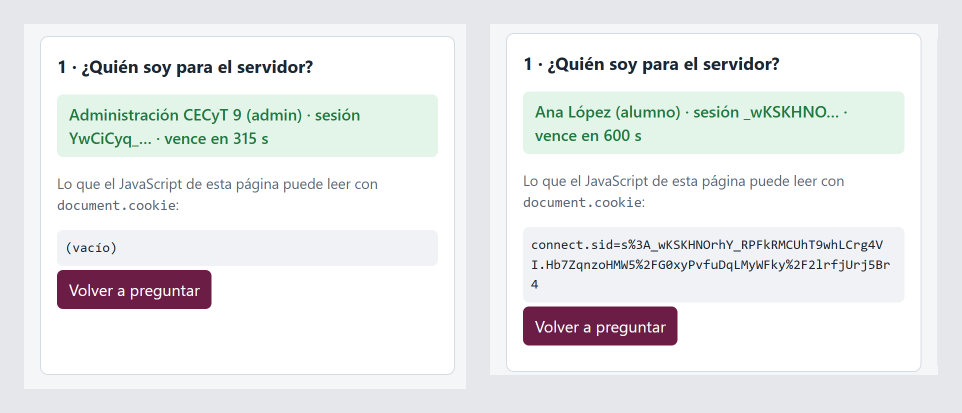 1 · ¿Quién soy para el servidor?
Administración CECyT 9 (admin) · sesión
YwCiCyq_... · vence en 315 s
Lo que el JavaScript de esta página puede leer con
document.cookie:
(vacío)
Volver a preguntar
1 · ¿Quién soy para el servidor?
Ana López (alumno) · sesión _wKSKHNO... ·
vence en 600 s
Lo que el JavaScript de esta página puede leer con
document.cookie:
connect.sid=s%3A_wKSKHNOrhY_RPFkRMCUhT9whLCrg4V
I.Hb7ZqnzoHMW5%2FG0xyPvfuDqLMyWFky%2F2lrfjUrj5Br
4
Volver a preguntar